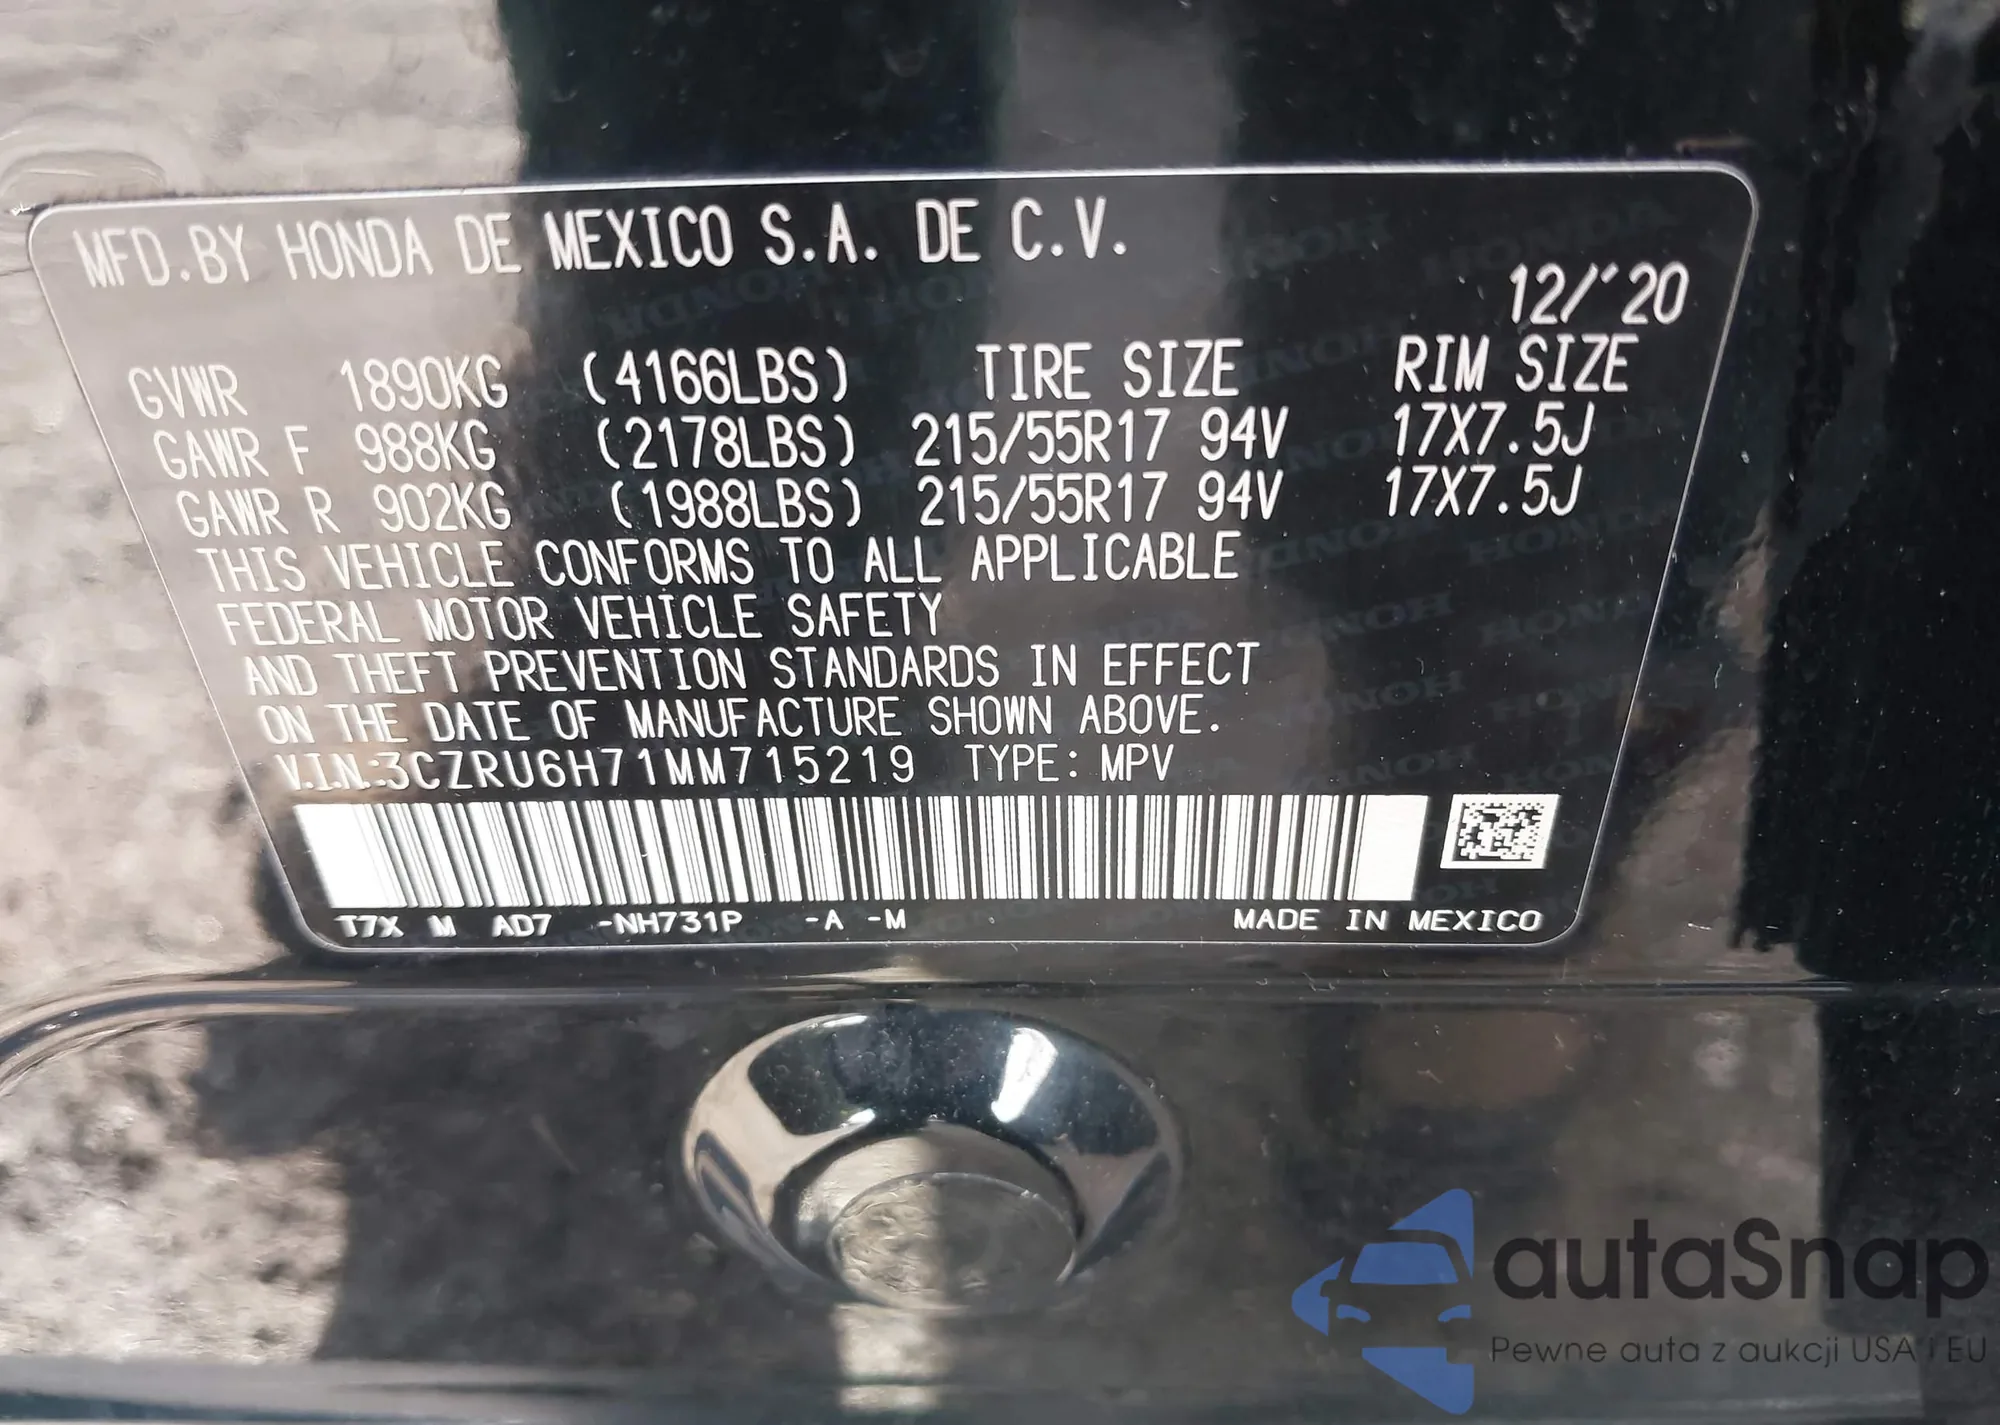 MFD.BY HONDA DE MEXICO S.A. DE C.V.
12/'20
GVWR 1890KG (4166LBS) TIRE SIZE RIM SIZE
GAWR F 988KG (2178LBS) 215/55R17 94V 17X7.5J
GAWR R 902KG (1988LBS) 215/55R17 94V 17X7.5J
THIS VEHICLE CONFORMS TO ALL APPLICABLE
FEDERAL MOTOR VEHICLE SAFETY
AND THEFT PREVENTION STANDARDS IN EFFECT
ON THE DATE OF MANUFACTURE SHOWN ABOVE.
V.I.N:3CZRU6H71MM715219 TYPE: MPV
T7X M AD7 -NH731P -A -M MADE IN MEXICO
autaSnap
Pewne auta z aukcji USA i EU